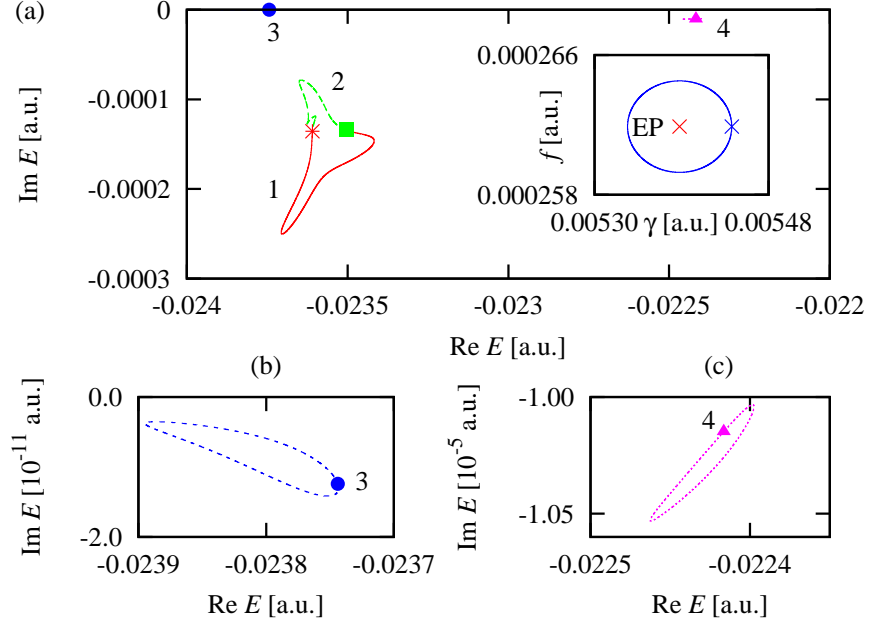 (a)
0
-0.0001
-0.0002
-0.0003
Im E [a.u.]
3
4
2
1
0.000266
f [a.u.]
EP
0.000258
0.00530 γ [a.u.] 0.00548
-0.024 -0.0235 -0.023 -0.0225 -0.022
Re E [a.u.]
(b)
0.0
-2.0
Im E [10⁻¹¹ a.u.]
3
-0.0239 -0.0238 -0.0237
Re E [a.u.]
(c)
-1.00
-1.05
Im E [10⁻⁵ a.u.]
4
-0.0225 -0.0224
Re E [a.u.]